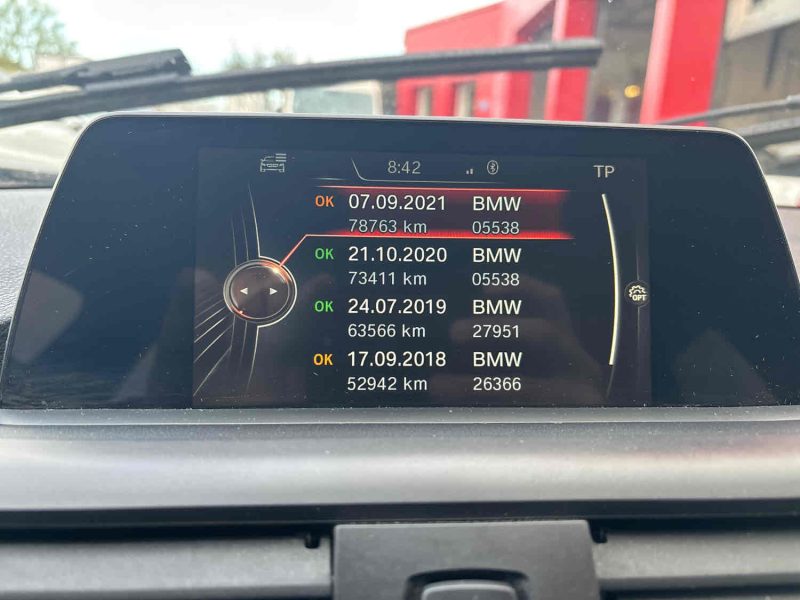 8:42
TP
OK 07.09.2021 BMW
78763 km 05538
OK 21.10.2020 BMW
73411 km 05538
OPT
OK 24.07.2019 BMW
63566 km 27951
OK 17.09.2018 BMW
52942 km 26366